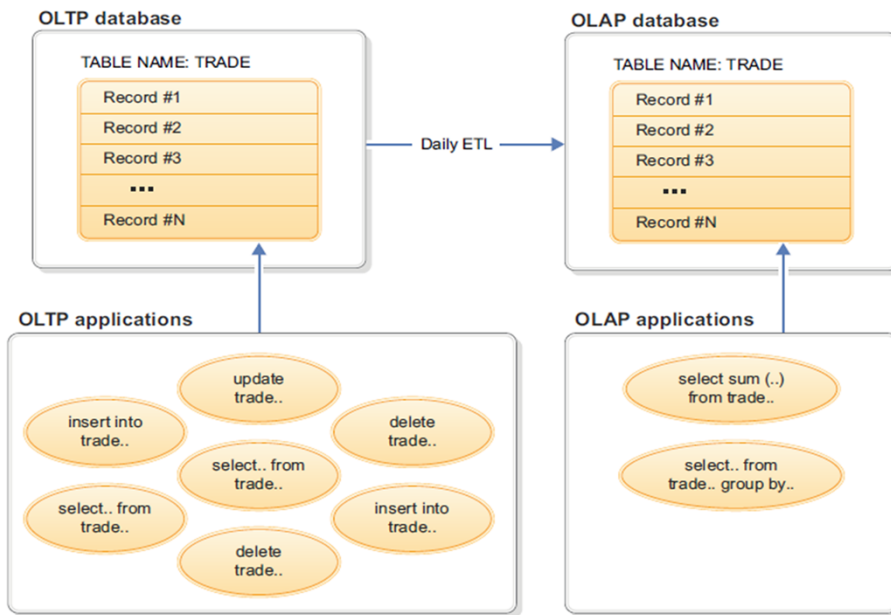 OLTP database
TABLE NAME: TRADE
Record #1
Record #2
Record #3
...
Record #N
Daily ETL
OLAP database
TABLE NAME: TRADE
Record #1
Record #2
Record #3
...
Record #N
OLTP applications
update
trade..
insert into
trade..
delete
trade..
select.. from
trade..
select.. from
trade..
insert into
trade..
delete
trade..
OLAP applications
select sum (..)
from trade..
select.. from
trade.. group by..